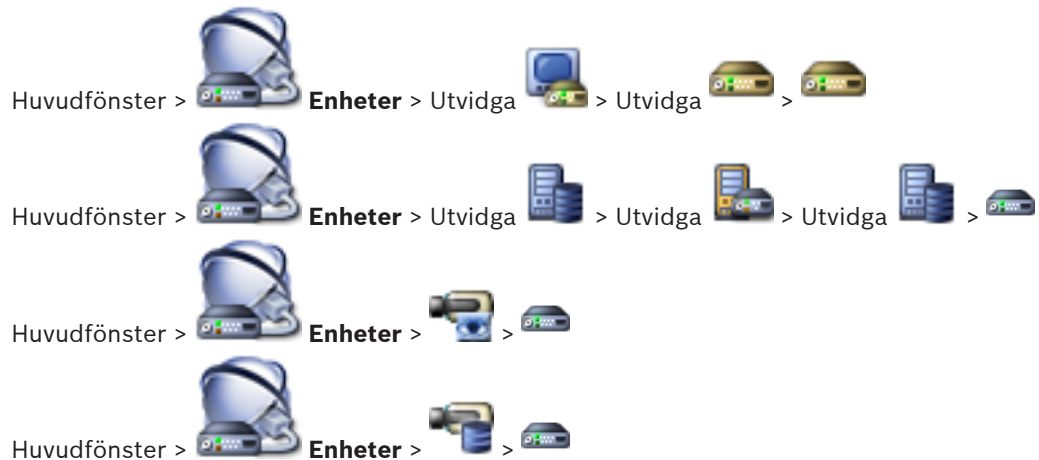 Huvudfönster > Enheter > Utvidga > Utvidga > 
Huvudfönster > Enheter > Utvidga > Utvidga > Utvidga > 
Huvudfönster > Enheter > > 
Huvudfönster > Enheter > >